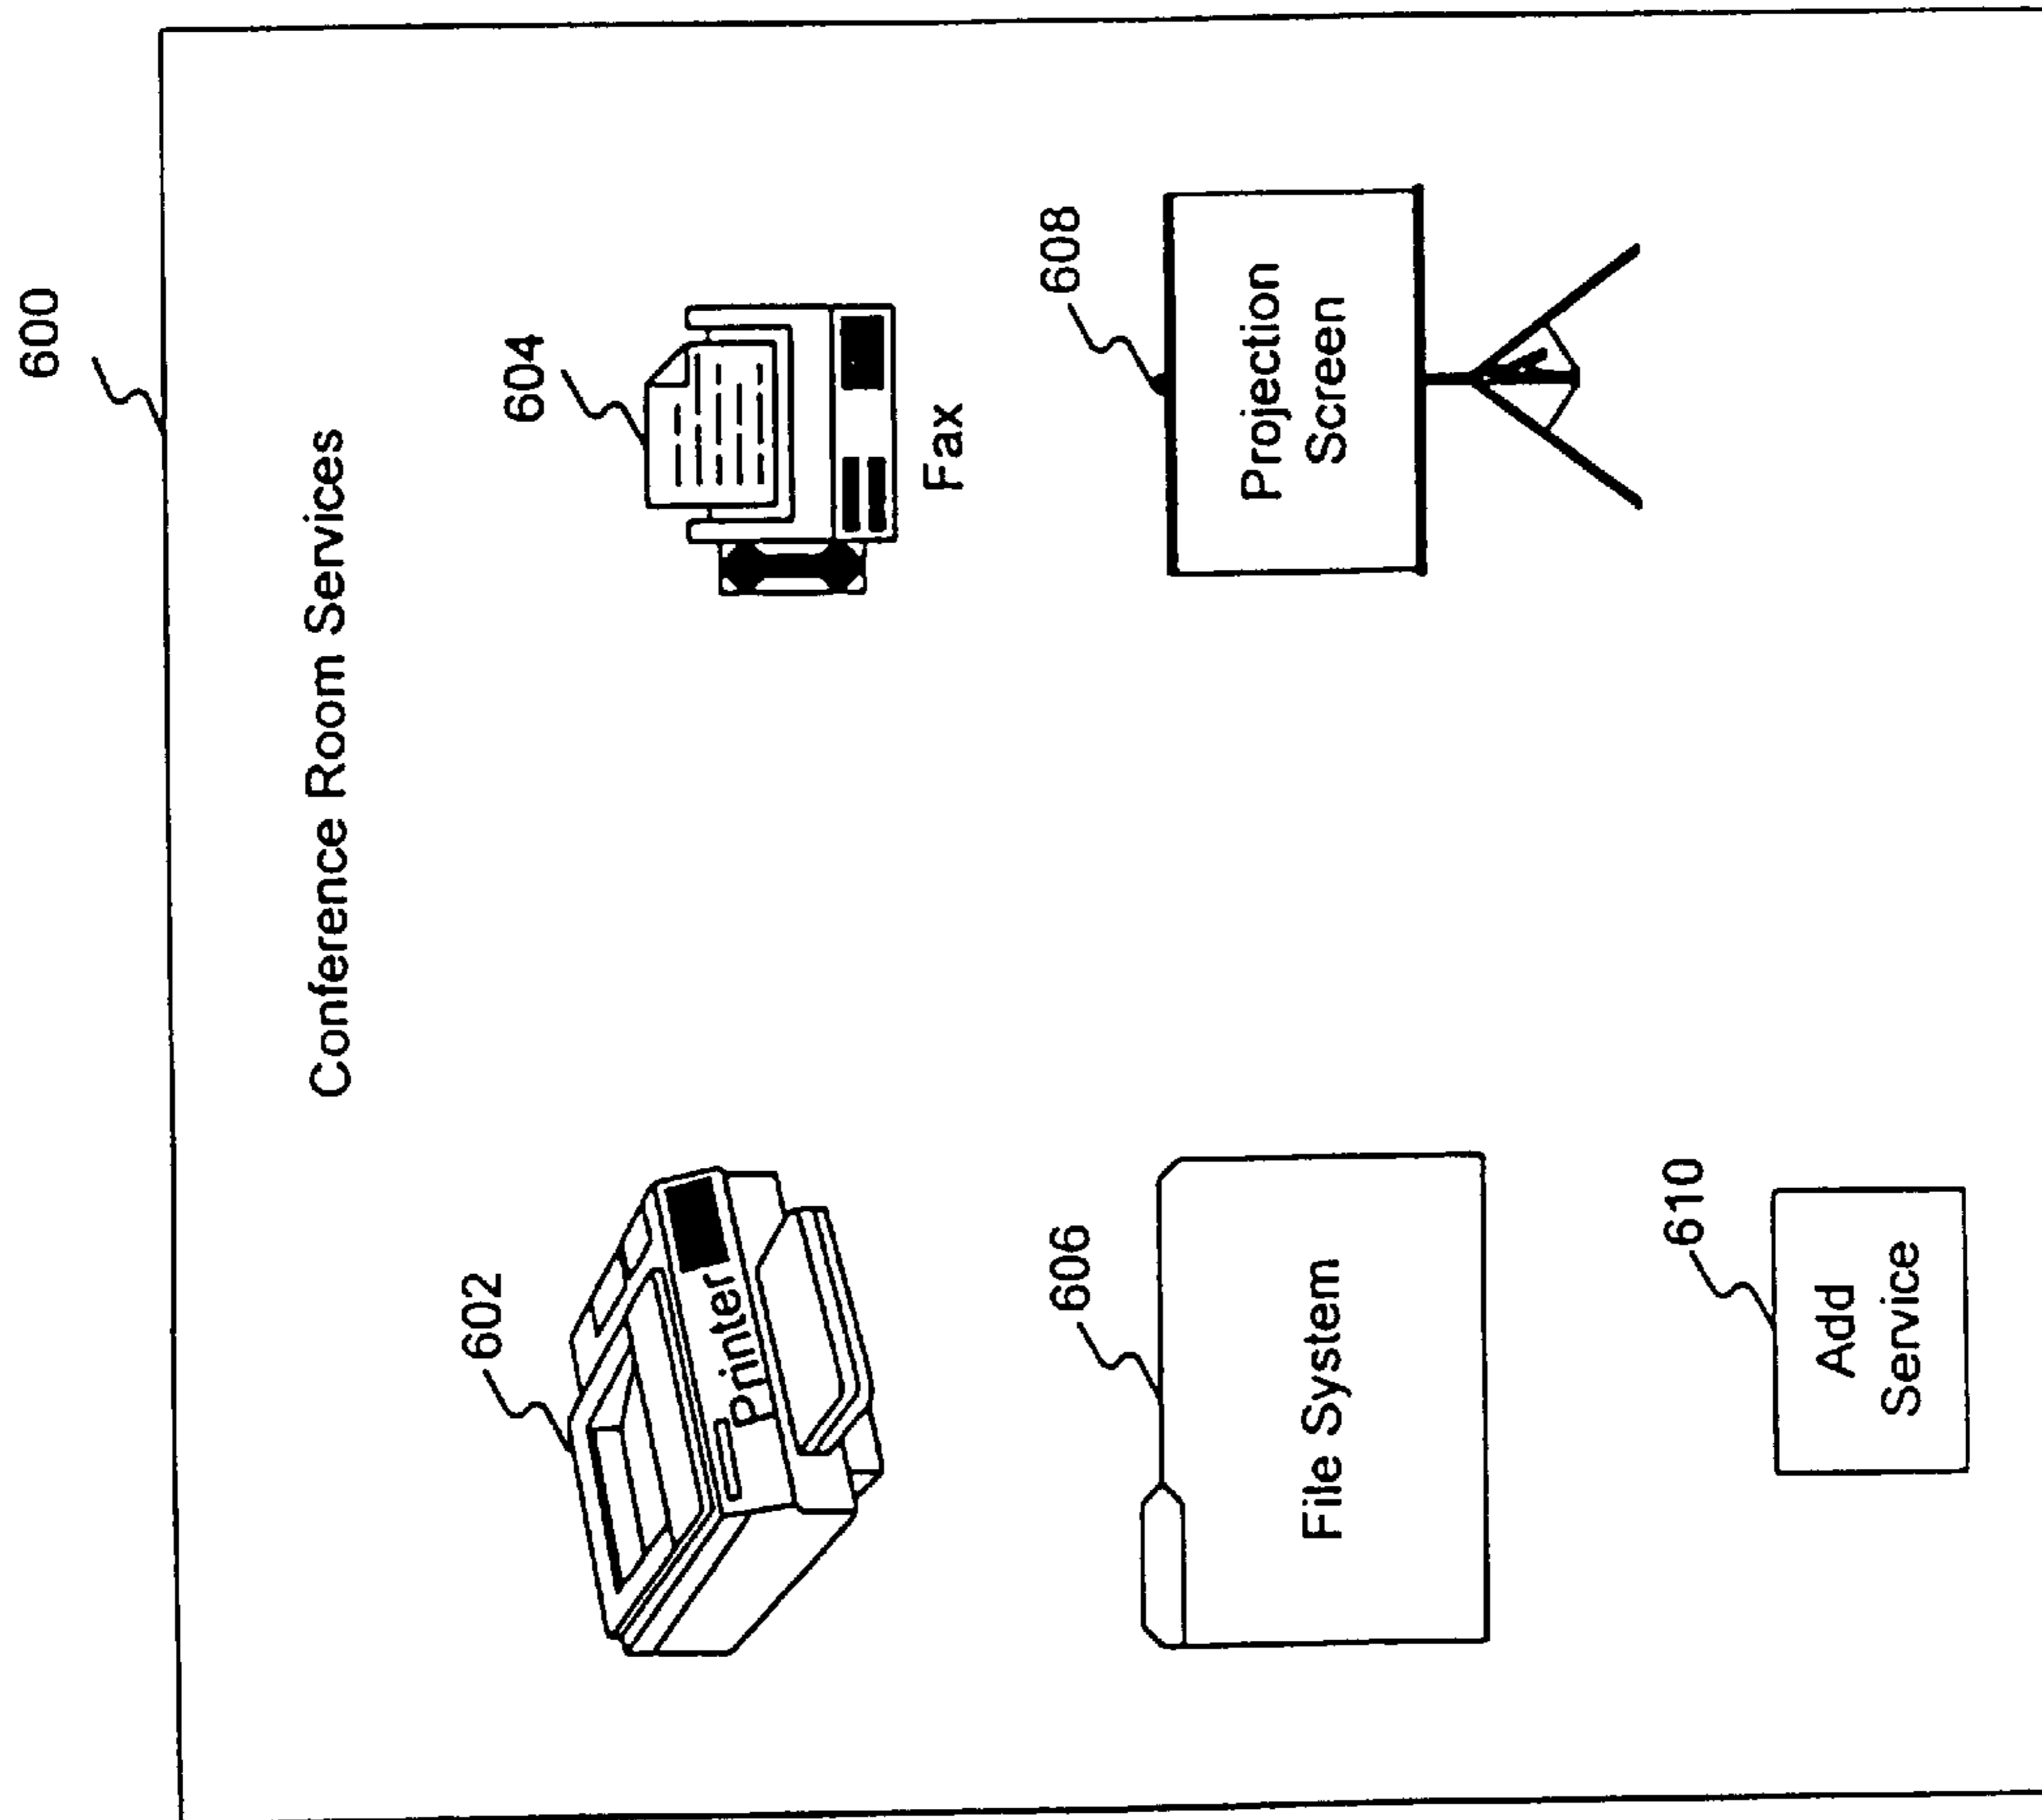 600
Conference Room Services
602
604
Printer
Fax
606
608
File System
Projection
Screen
610
Add
Service